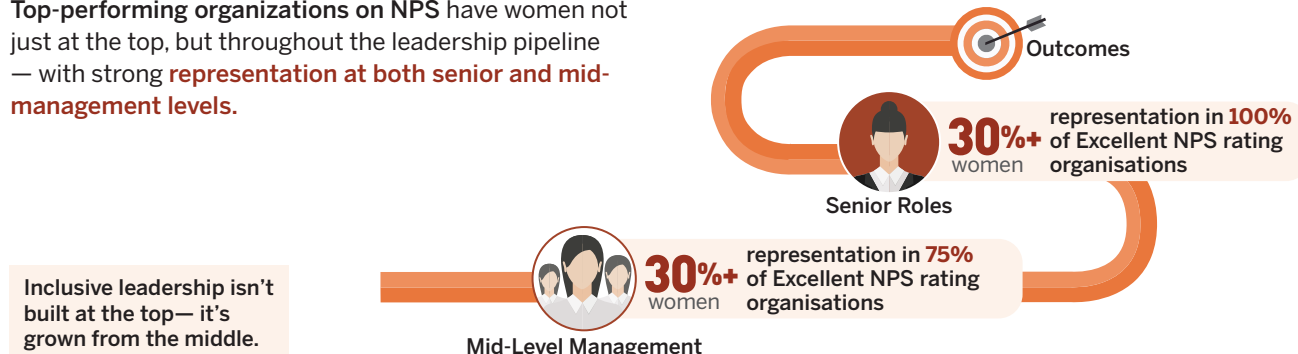 Top-performing organizations on NPS have women not
just at the top, but throughout the leadership pipeline
— with strong representation at both senior and mid-
management levels.
Outcomes
30%+
women
representation in 100%
of Excellent NPS rating
organisations
Senior Roles
30%+
women
representation in 75%
of Excellent NPS rating
organisations
Mid-Level Management
Inclusive leadership isn't
built at the top— it's
grown from the middle.